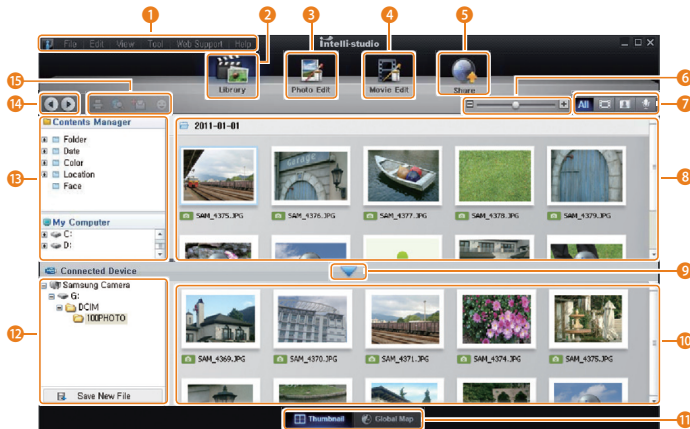 1
2
3
4
5
File Edit View Tool Web Support Help
Intelli-studio
Library
Photo Edit
Movie Edit
Share
6
15
14
All
7
Contents Manager
Folder
Date
Color
Location
Face
13
2011-01-01
SAM_4375.JPG
SAM_4376.JPG
SAM_4377.JPG
SAM_4378.JPG
SAM_4379.JPG
8
My Computer
C:
D:
Connected Device
9
Samsung Camera
G:
DCIM
100PHOTO
12
SAM_4369.JPG
SAM_4370.JPG
SAM_4371.JPG
SAM_4374.JPG
SAM_4375.JPG
10
Save New File
Thumbnail
Global Map
11